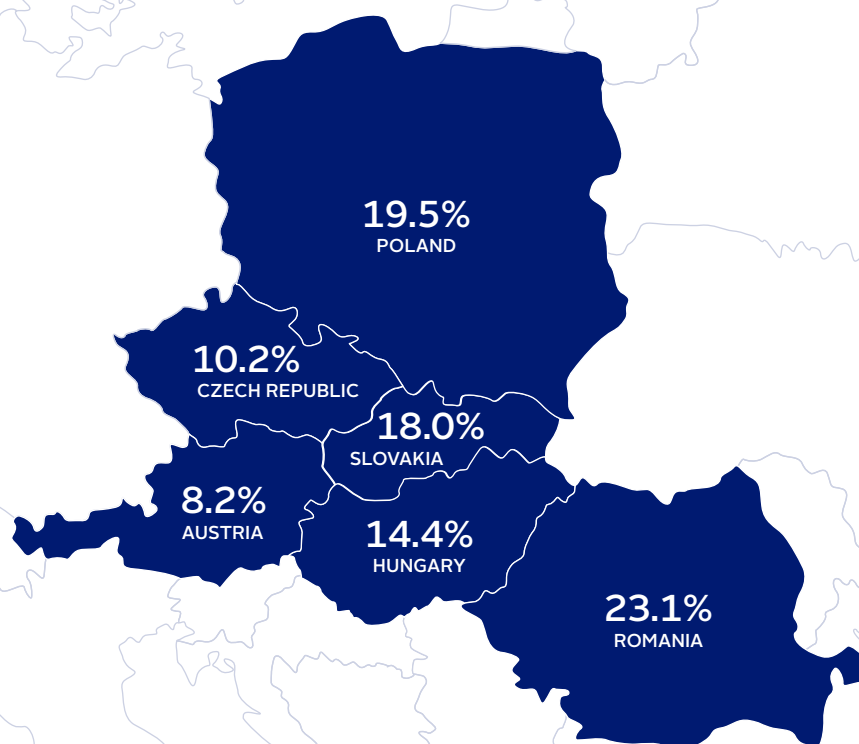 19.5%
POLAND
10.2%
CZECH REPUBLIC
18.0%
SLOVAKIA
8.2%
AUSTRIA
14.4%
HUNGARY
23.1%
ROMANIA